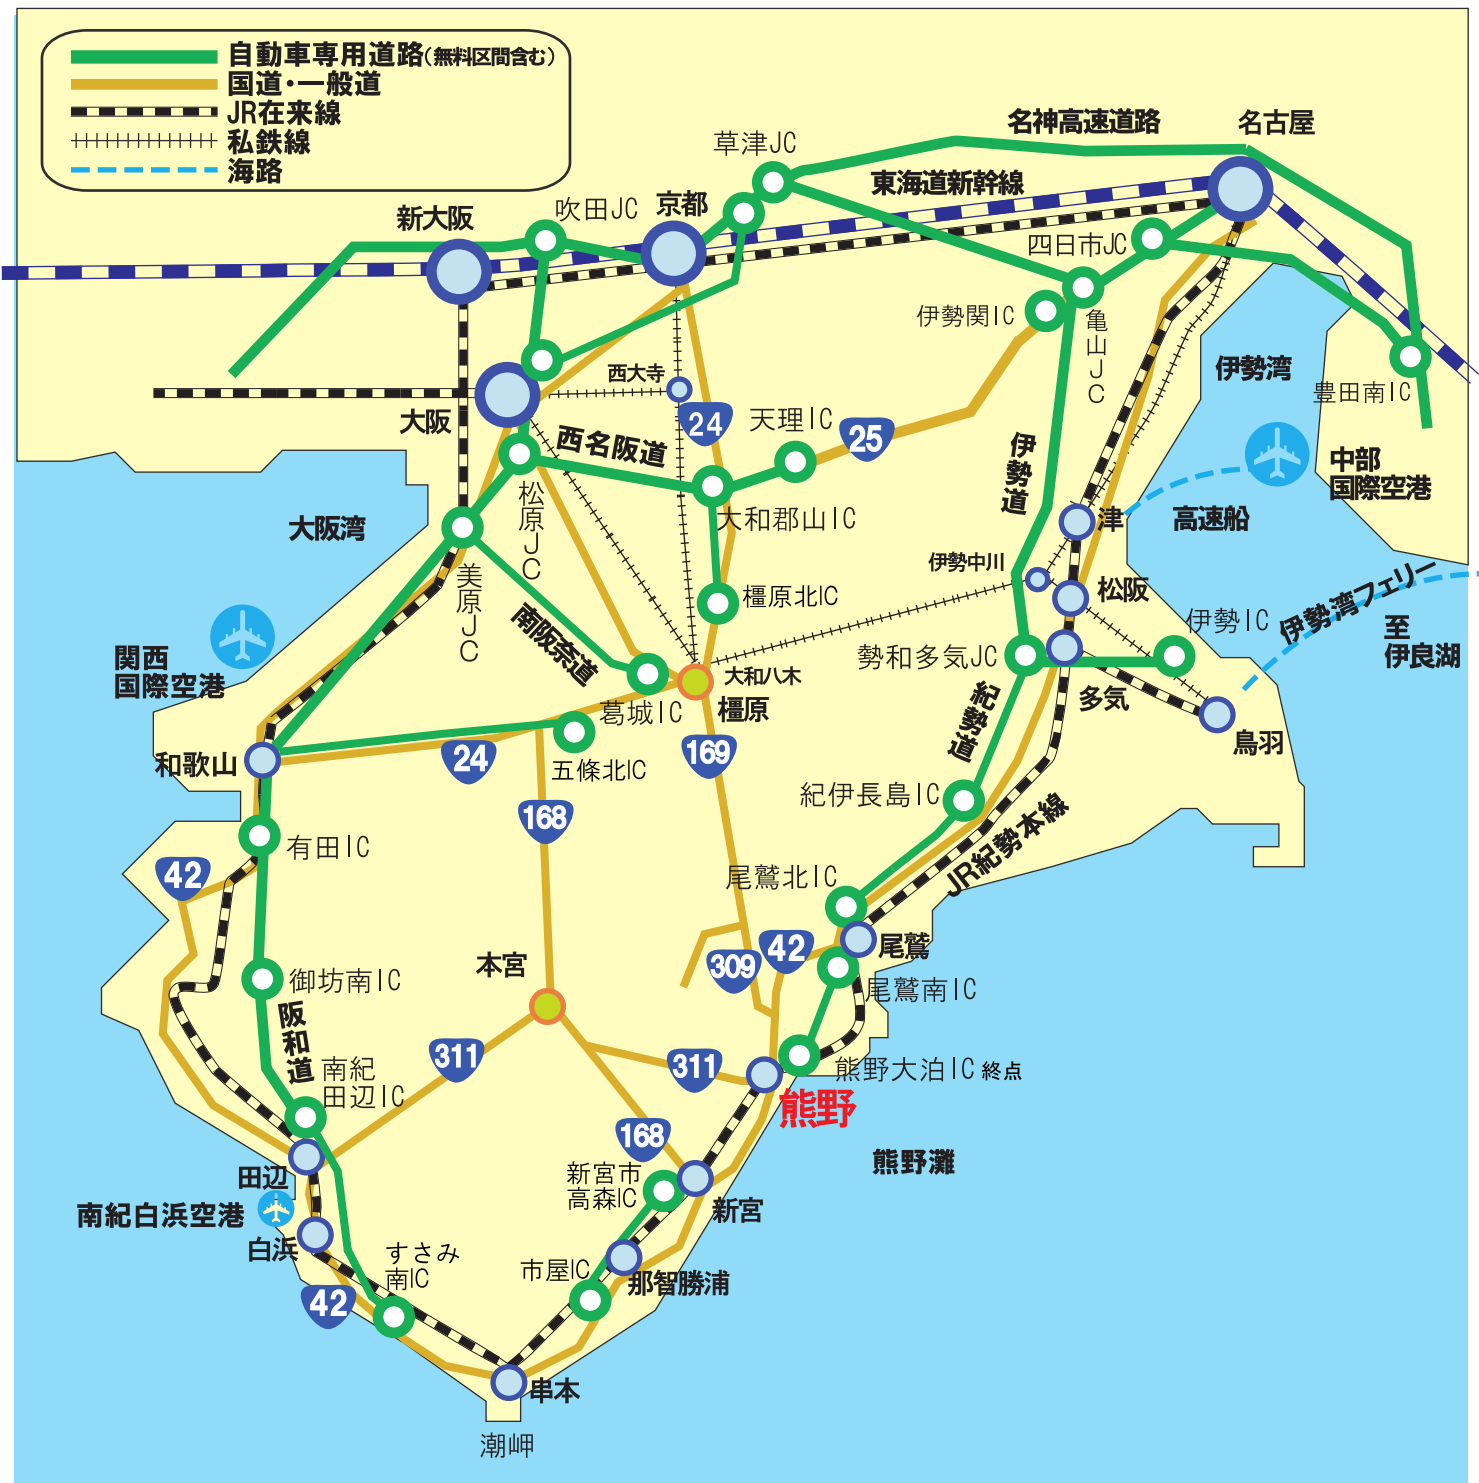 自動車専用道路(無料区間含む)
国道・一般道
JR在来線
私鉄線
海路
名神高速道路
名古屋
草津JC
東海道新幹線
新大阪
吹田JC
京都
四日市JC
伊勢関IC
亀山JC
伊勢湾
豊田南IC
西大寺
大阪
24
天理IC
25
西名阪道
伊勢道
中部
国際空港
松原JC
大和郡山IC
高速船
津
大阪湾
美原JC
伊勢中川
松阪
橿原北IC
南阪奈道
伊勢IC
伊勢湾フェリー
至
伊良湖
関西
国際空港
勢和多気JC
大和八木
橿原
多気
葛城IC
紀勢道
鳥羽
和歌山
24
五條北IC
169
紀伊長島IC
168
JR紀勢本線
有田IC
42
尾鷲北IC
42
尾鷲
本宮
309
御坊南IC
尾鷲南IC
阪和道
311
311
熊野大泊IC 終点
南紀
田辺IC
熊野
168
熊野灘
田辺
新宮市
高森IC
南紀白浜空港
新宮
白浜
すさみ
南IC
市屋IC
那智勝浦
42
串本
潮岬